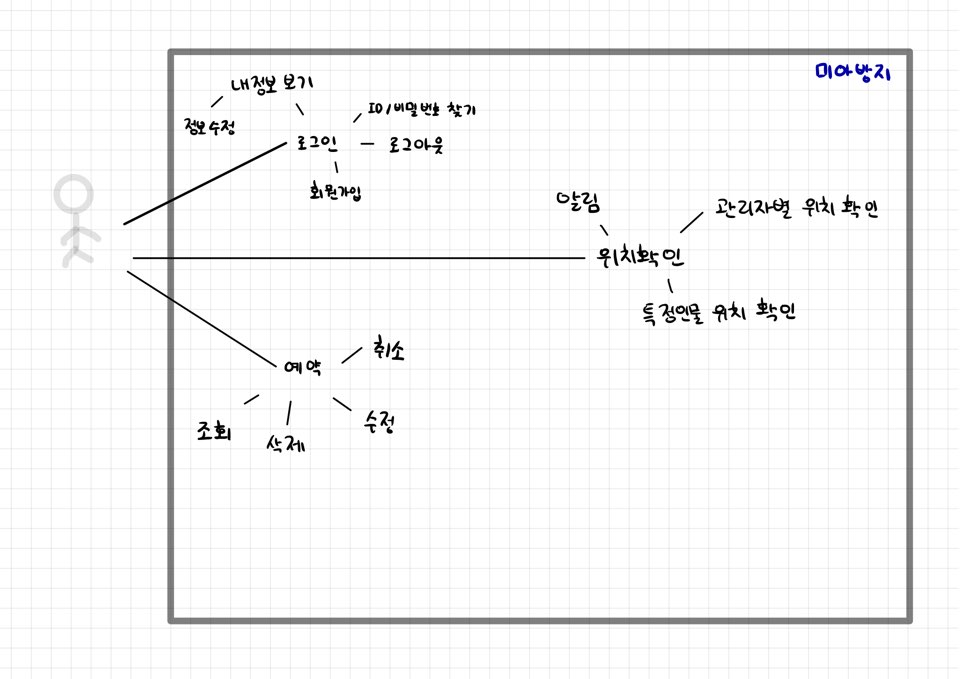 미아방지
내정보 보기
정보수정
ID/비밀번호 찾기
로그인
로그아웃
회원가입
알림
관리자별 위치 확인
위치확인
특정인물 위치 확인
예약
취소
조회
삭제
수정